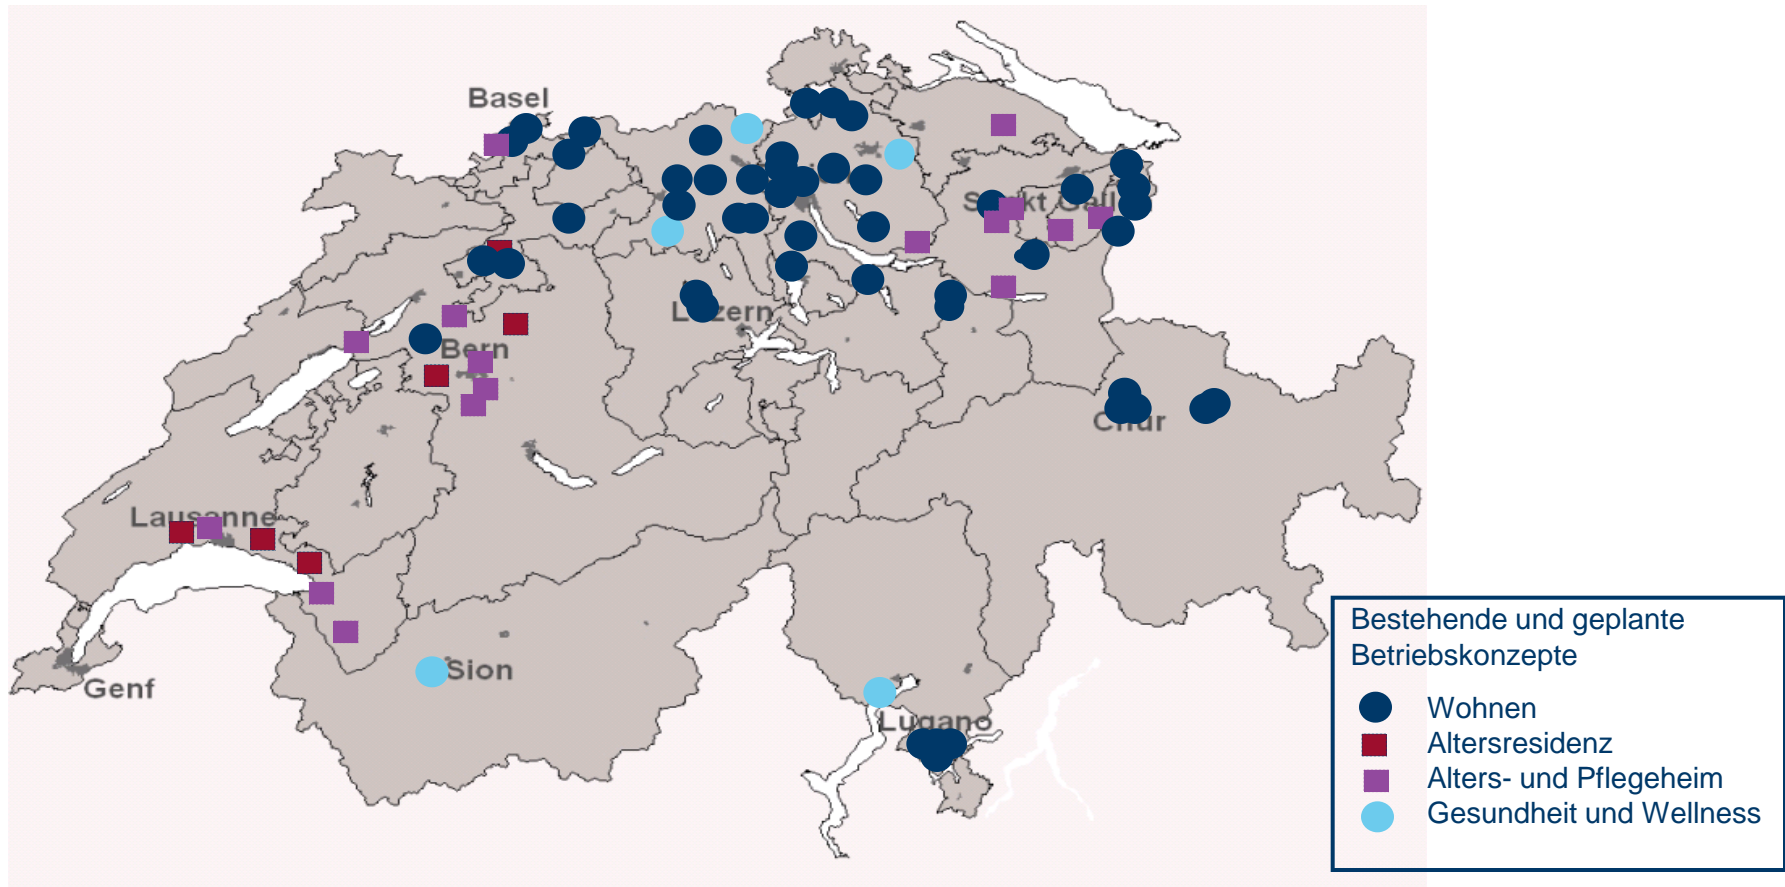 Basel
Sankt Gallen
Luzern
Bern
Chur
Lausanne
Sion
Genf
Lugano
Bestehende und geplante
Betriebskonzepte
Wohnen
Altersresidenz
Alters- und Pflegeheim
Gesundheit und Wellness